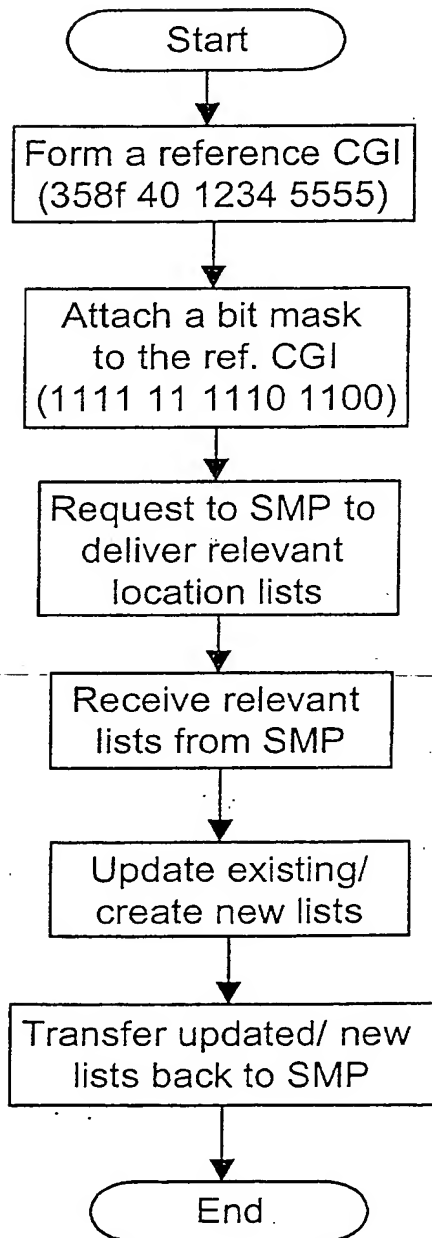 Start
Form a reference CGI
(358f 40 1234 5555)
Attach a bit mask
to the ref. CGI
(1111 11 1110 1100)
Request to SMP to
deliver relevant
location lists
Receive relevant
lists from SMP
Update existing/
create new lists
Transfer updated/ new
lists back to SMP
End